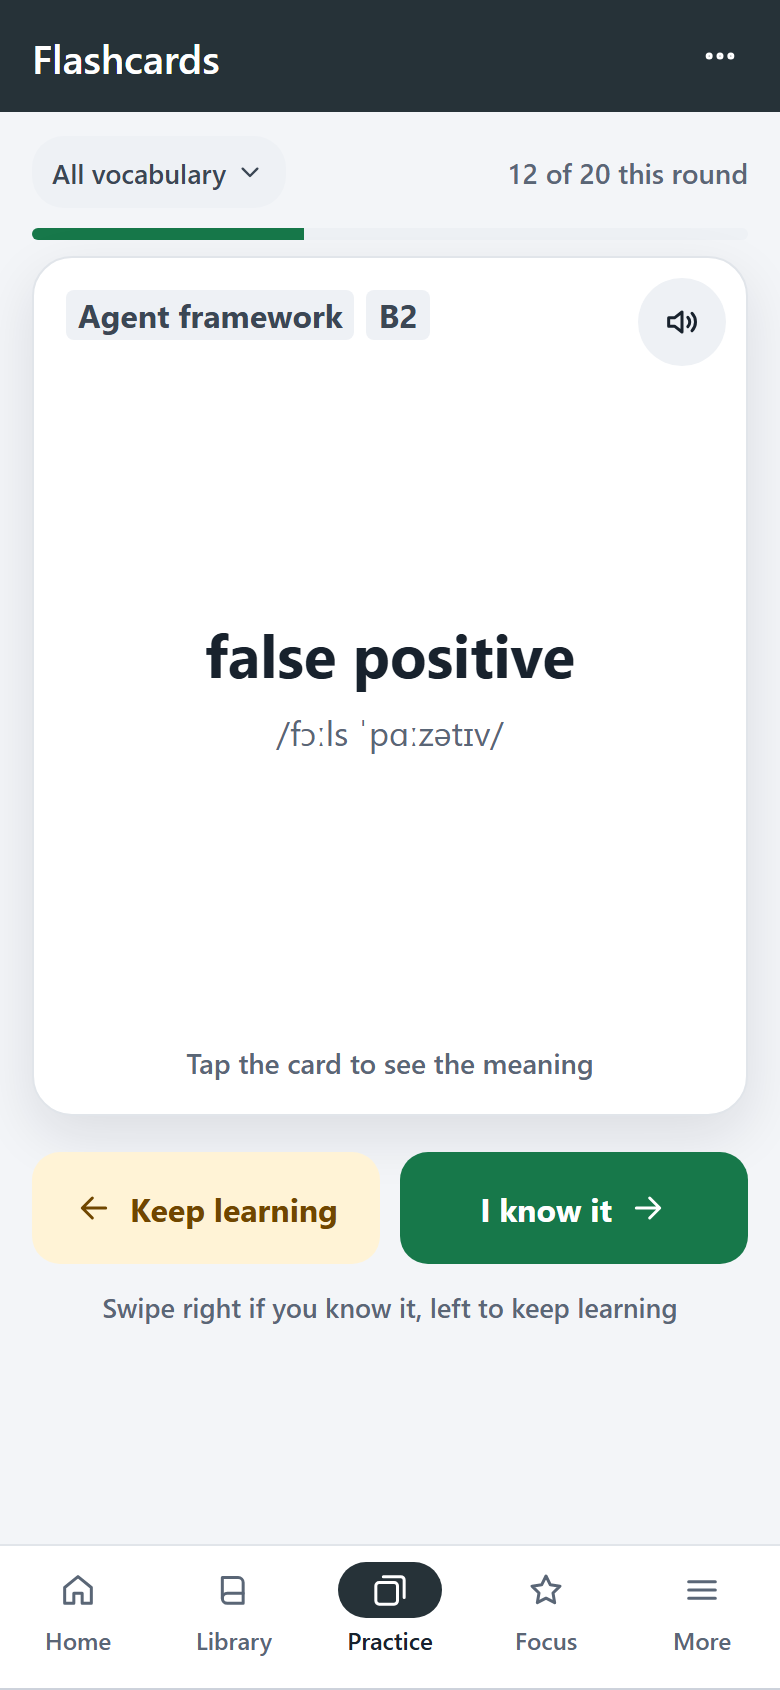 Flashcards
All vocabulary
12 of 20 this round
Agent framework B2
false positive
/fɔːls ˈpɑːzətɪv/
Tap the card to see the meaning
Keep learning
I know it
Swipe right if you know it, left to keep learning
Home Library Practice Focus More